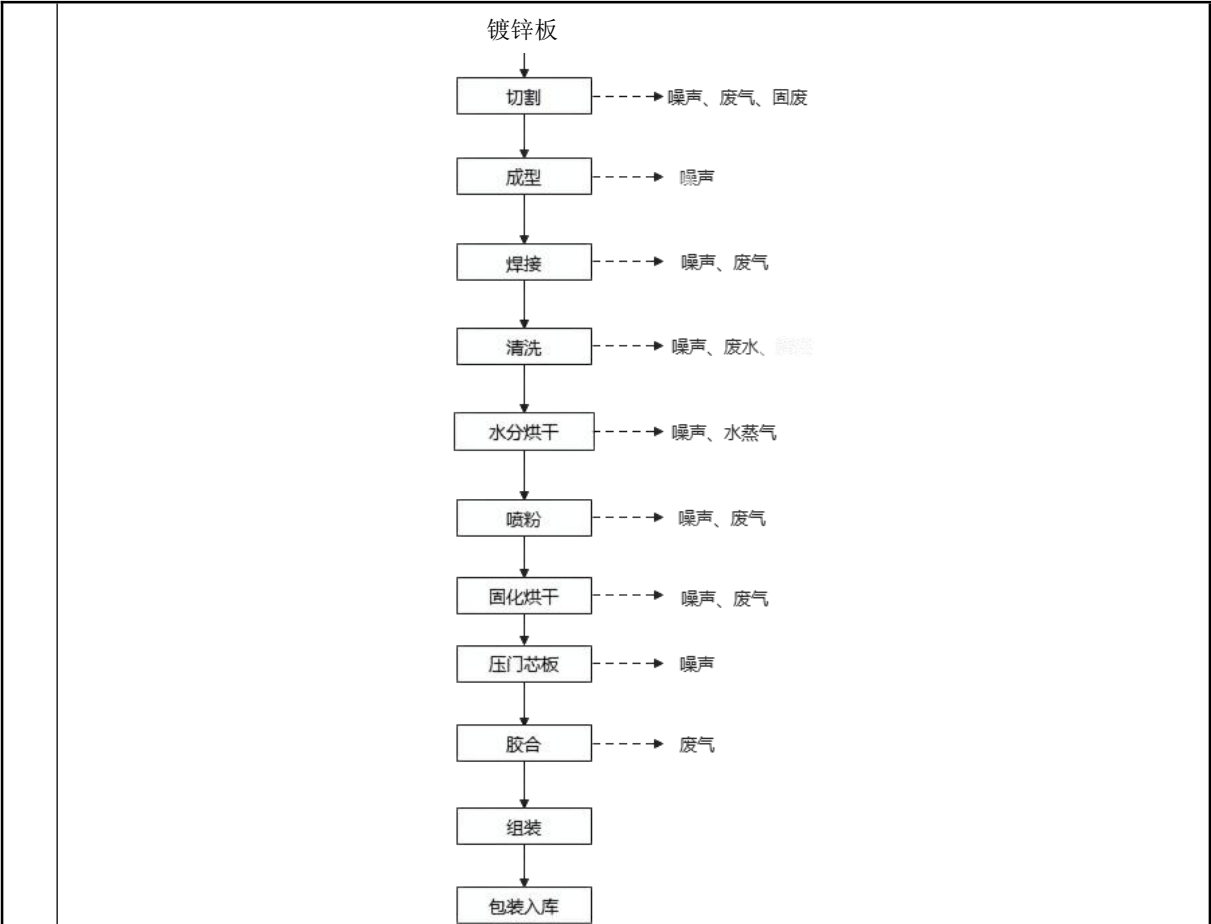 镀锌板
切割
噪声、废气、固废
成型
噪声
焊接
噪声、废气
清洗
噪声、废水、
水分烘干
噪声、水蒸气
喷粉
噪声、废气
固化烘干
噪声、废气
压门芯板
噪声
胶合
废气
组装
包装入库